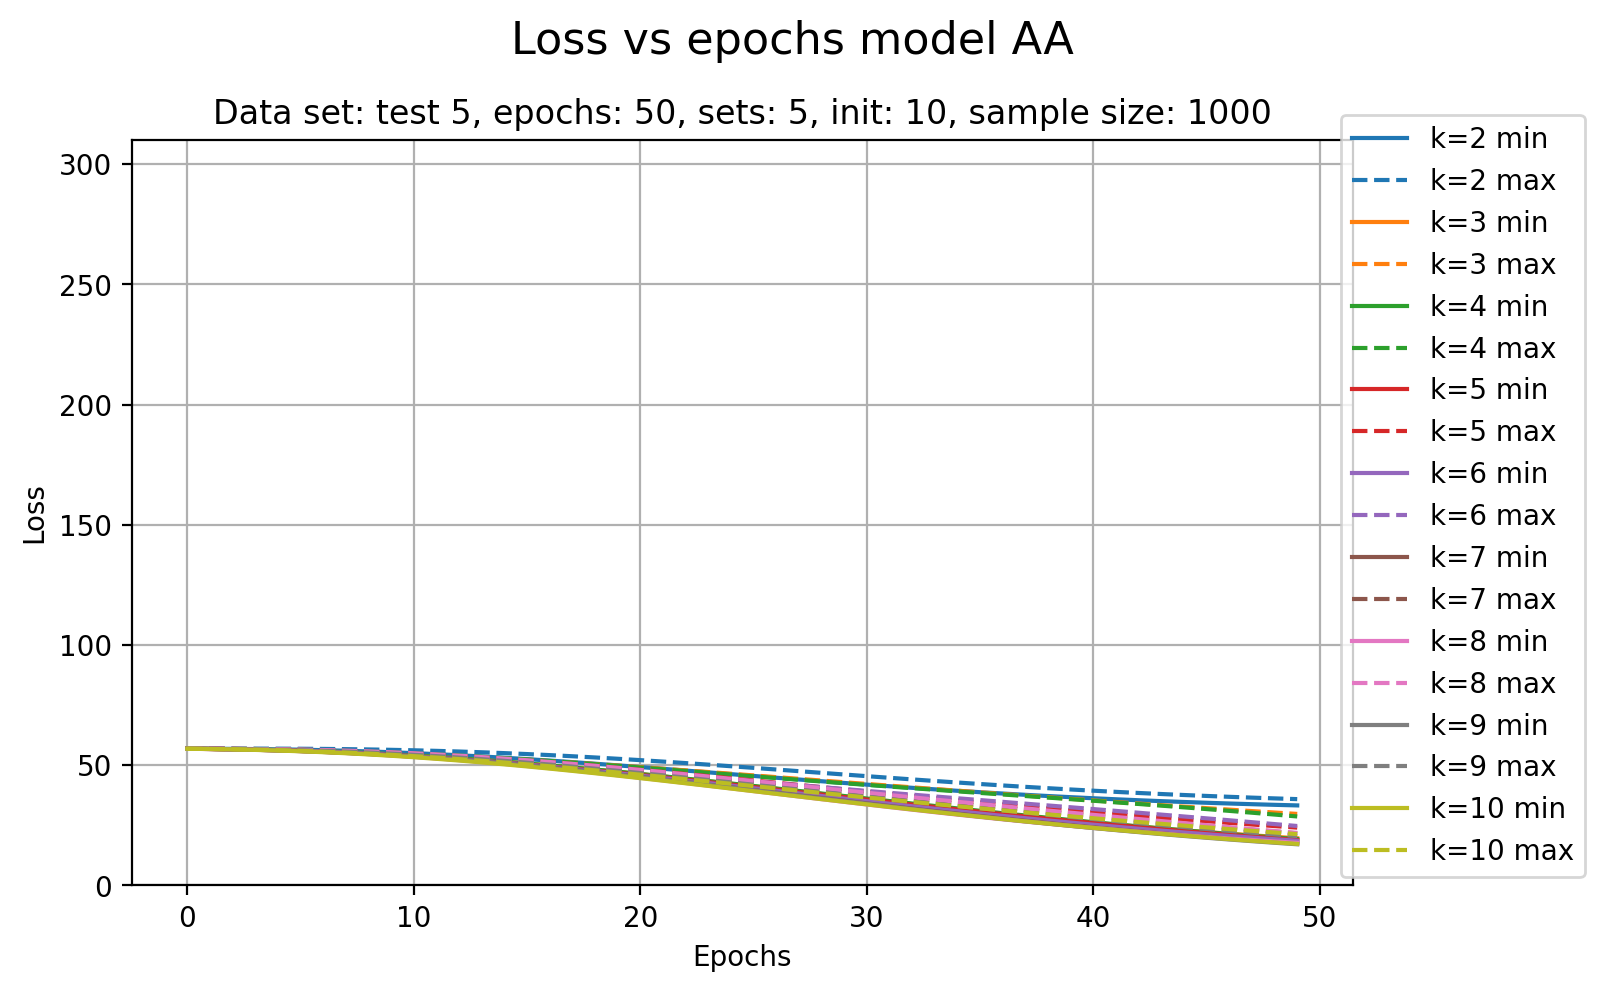 Loss vs epochs model AA
Data set: test 5, epochs: 50, sets: 5, init: 10, sample size: 1000
300
250
200
150
100
50
0
Loss
0 10 20 30 40 50
Epochs
k=2 min
k=2 max
k=3 min
k=3 max
k=4 min
k=4 max
k=5 min
k=5 max
k=6 min
k=6 max
k=7 min
k=7 max
k=8 min
k=8 max
k=9 min
k=9 max
k=10 min
k=10 max